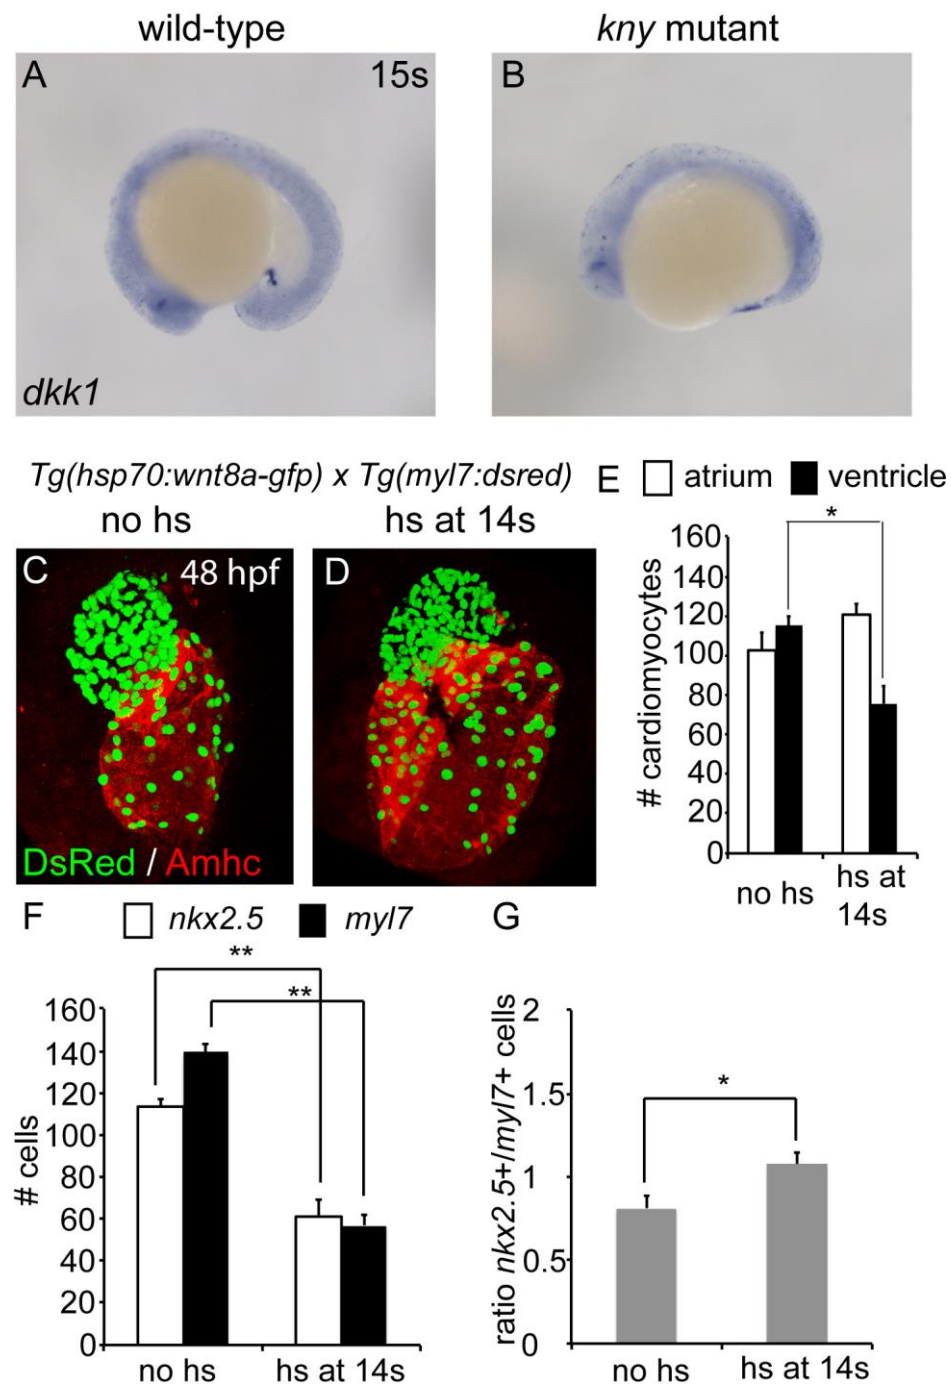 wild-type
kny mutant
A
15s
B
dkk1
Tg(hsp70:wnt8a-gfp) x Tg(myl7:dsred)
no hs
hs at 14s
C
48 hpf
D
DsRed / Amhc
E
atrium
ventricle
*
# cardiomyocytes
160
140
120
100
80
60
40
20
0
no hs
hs at
14s
F
nkx2.5
myl7
**
**
# cells
160
140
120
100
80
60
40
20
0
no hs
hs at 14s
G
*
ratio nkx2.5+/myl7+ cells
2
1.5
1
0.5
0
no hs
hs at 14s